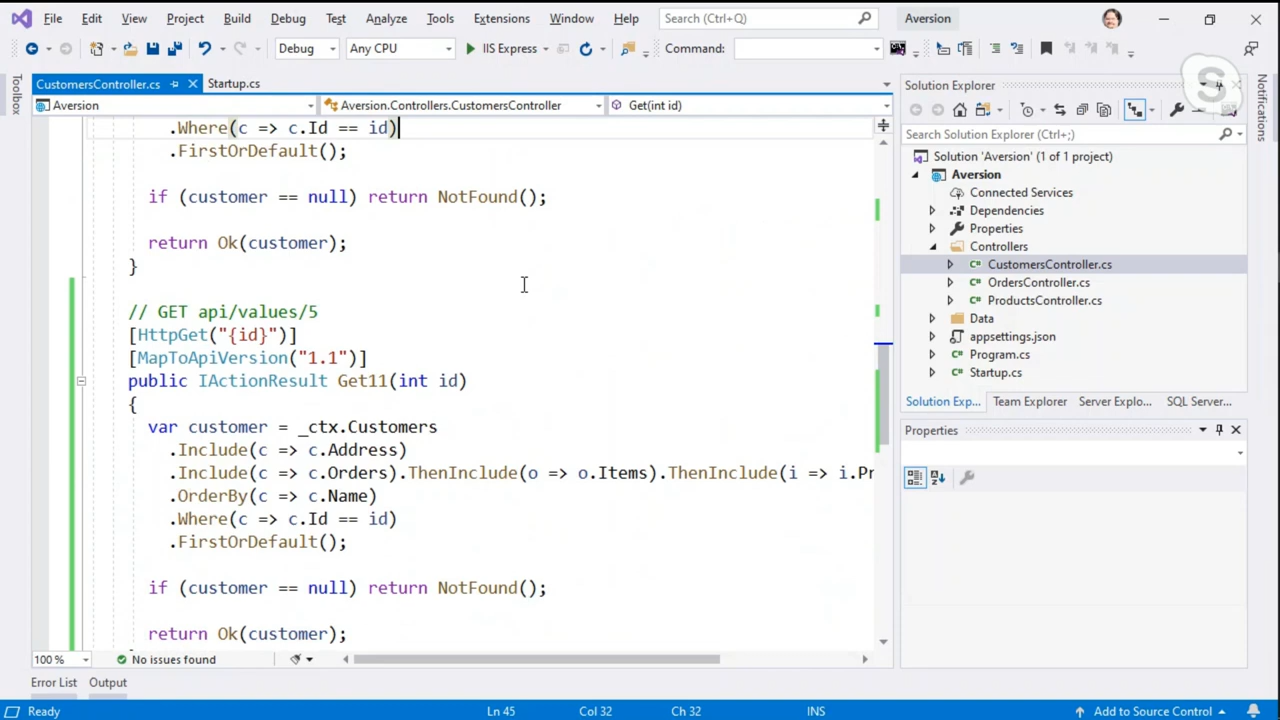 File Edit View Project Build Debug Test Analyze Tools Extensions Window Help Search (Ctrl+Q) Aversion
Debug Any CPU IIS Express Command:
Toolbox
CustomersController.cs Startup.cs
Aversion Aversion.Controllers.CustomersController Get(int id)
.Where(c => c.Id == id)
.FirstOrDefault();
if (customer == null) return NotFound();
return Ok(customer);
}
// GET api/values/5
[HttpGet("{id}")]
[MapToApiVersion("1.1")]
public IActionResult Get11(int id)
{
var customer = _ctx.Customers
.Include(c => c.Address)
.Include(c => c.Orders).ThenInclude(o => o.Items).ThenInclude(i => i.Pr
.OrderBy(c => c.Name)
.Where(c => c.Id == id)
.FirstOrDefault();
if (customer == null) return NotFound();
return Ok(customer);
100 % No issues found
Solution Explorer
Search Solution Explorer (Ctrl+;)
Solution 'Aversion' (1 of 1 project)
Aversion
Connected Services
Dependencies
Properties
Controllers
C# CustomersController.cs
C# OrdersController.cs
C# ProductsController.cs
Data
appsettings.json
C# Program.cs
C# Startup.cs
Solution Exp... Team Explorer Server Explo... SQL Server...
Properties
Notifications
Error List Output
Ready Ln 45 Col 32 Ch 32 INS Add to Source Control